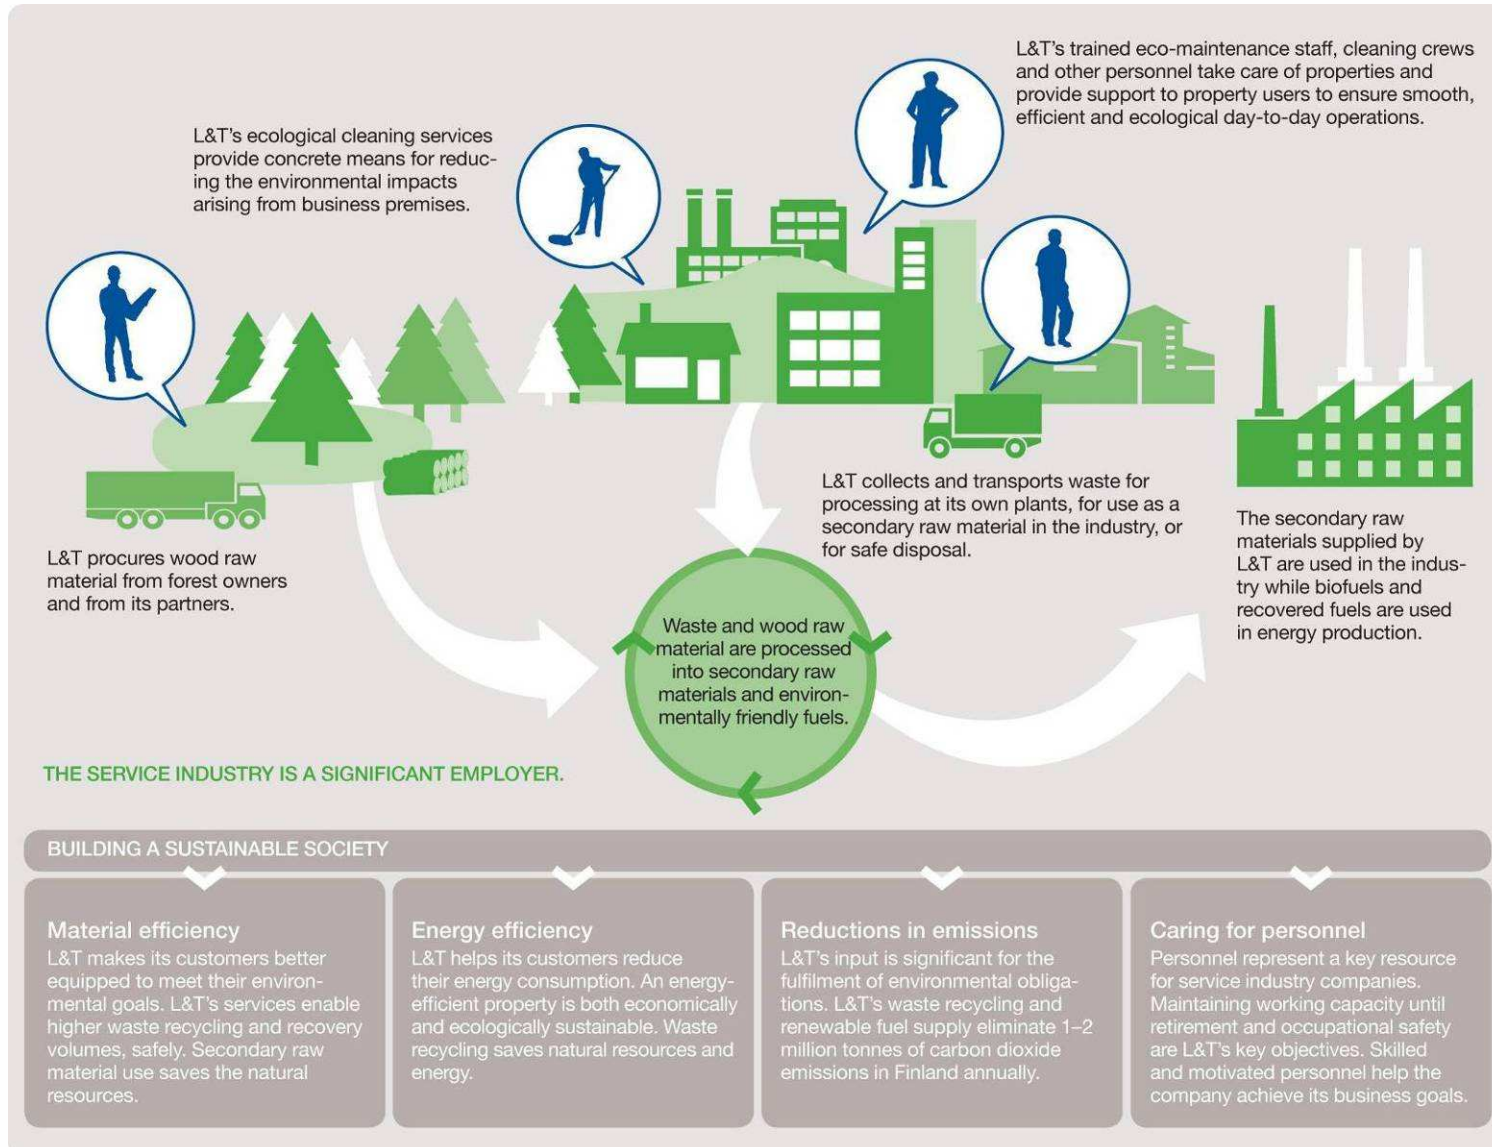 L&T's trained eco-maintenance staff, cleaning crews
and other personnel take care of properties and
provide support to property users to ensure smooth,
efficient and ecological day-to-day operations.
L&T's ecological cleaning services
provide concrete means for reduc-
ing the environmental impacts
arising from business premises.
L&T collects and transports waste for
processing at its own plants, for use as a
secondary raw material in the industry, or
for safe disposal.
The secondary raw
materials supplied by
L&T are used in the indus-
try while biofuels and
recovered fuels are used
in energy production.
L&T procures wood raw
material from forest owners
and from its partners.
Waste and wood raw
material are processed
into secondary raw
materials and environ-
mentally friendly fuels.
THE SERVICE INDUSTRY IS A SIGNIFICANT EMPLOYER.
BUILDING A SUSTAINABLE SOCIETY
Material efficiency
L&T makes its customers better
equipped to meet their environ-
mental goals. L&T's services enable
higher waste recycling and recovery
volumes, safely. Secondary raw
material use saves the natural
resources.
Energy efficiency
L&T helps its customers reduce
their energy consumption. An energy-
efficient property is both economically
and ecologically sustainable. Waste
recycling saves natural resources and
energy.
Reductions in emissions
L&T's input is significant for the
fulfilment of environmental obliga-
tions. L&T's waste recycling and
renewable fuel supply eliminate 1–2
million tonnes of carbon dioxide
emissions in Finland annually.
Caring for personnel
Personnel represent a key resource
for service industry companies.
Maintaining working capacity until
retirement and occupational safety
are L&T's key objectives. Skilled
and motivated personnel help the
company achieve its business goals.